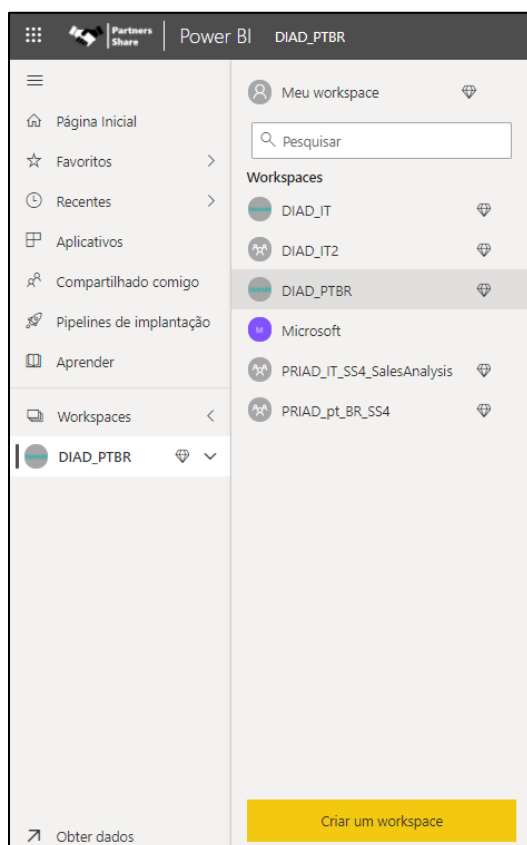 Partners
Share
Power BI DIAD_PTBR
Página Inicial
Favoritos
Recentes
Aplicativos
Compartilhado comigo
Pipelines de implantação
Aprender
Workspaces
DIAD_PTBR
Obter dados
Meu workspace
Pesquisar
Workspaces
DIAD_IT
DIAD_IT2
DIAD_PTBR
M Microsoft
PRIAD_IT_SS4_SalesAnalysis
PRIAD_pt_BR_SS4
Criar um workspace